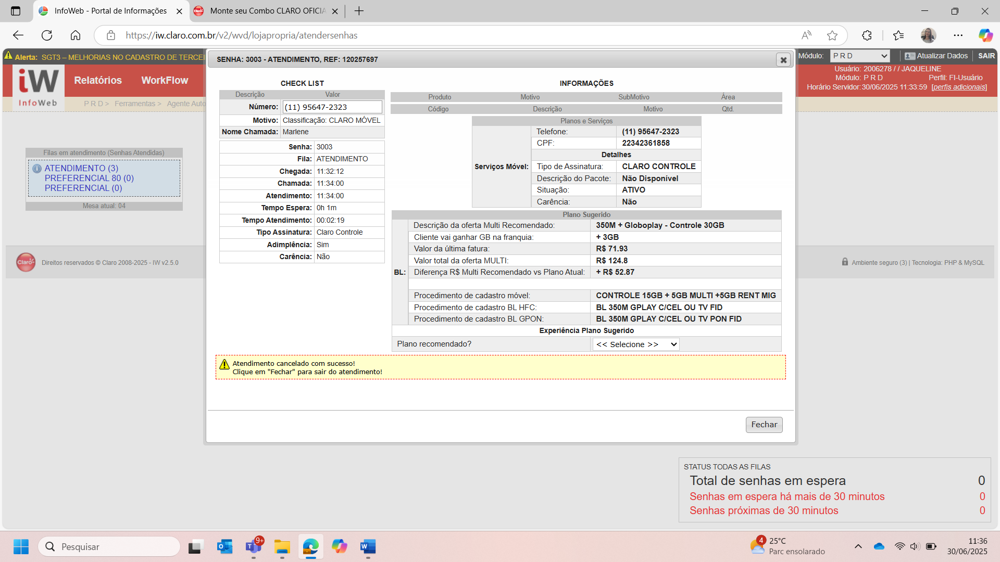 InfoWeb - Portal de Informações
Monte seu Combo CLARO OFICIA
https://iw.claro.com.br/v2/wvd/lojapropria/atendersenhas
Alerta: SGT3 – MELHORIAS NO CADASTRO DE TERCEI
SENHA: 3003 - ATENDIMENTO, REF: 120257697
Módulo: P R D Atualizar Dados SAIR
iW
InfoWeb
Relatórios WorkFlow
Usuário: 2006278 / / JAQUELINE
Módulo: P R D Perfil: FI-Usuário
Horário Servidor:30/06/2025 11:33:59 [perfis adicionais]
P R D > Ferramentas > Agente Auto
Filas em atendimento (Senhas Atendidas)
ATENDIMENTO (3)
PREFERENCIAL 80 (0)
PREFERENCIAL (0)
Mesa atual: 04
CHECK LIST
Descrição Valor
Número: (11) 95647-2323
Motivo: Classificação: CLARO MÓVEL
Nome Chamada: Marlene
Senha: 3003
Fila: ATENDIMENTO
Chegada: 11:32:12
Chamada: 11:34:00
Atendimento: 11:34:00
Tempo Espera: 0h 1m
Tempo Atendimento: 00:02:19
Tipo Assinatura: Claro Controle
Adimplência: Sim
Carência: Não
INFORMAÇÕES
Produto Motivo SubMotivo Área
Código Descrição Motivo Qtd.
Planos e Serviços
Serviços Móvel:
Telefone: (11) 95647-2323
CPF: 22342361858
Detalhes
Tipo de Assinatura: CLARO CONTROLE
Descrição do Pacote: Não Disponível
Situação: ATIVO
Carência: Não
Plano Sugerido
BL:
Descrição da oferta Multi Recomendado: 350M + Globoplay - Controle 30GB
Cliente vai ganhar GB na franquia: + 3GB
Valor da última fatura: R$ 71.93
Valor total da oferta MULTI: R$ 124.8
Diferença R$ Multi Recomendado vs Plano Atual: + R$ 52.87
Procedimento de cadastro móvel: CONTROLE 15GB + 5GB MULTI +5GB RENT MIG
Procedimento de cadastro BL HFC: BL 350M GPLAY C/CEL OU TV FID
Procedimento de cadastro BL GPON: BL 350M GPLAY C/CEL OU TV PON FID
Experiência Plano Sugerido
Plano recomendado? << Selecione >>
Atendimento cancelado com sucesso!
Clique em "Fechar" para sair do atendimento!
Fechar
Claro
Direitos reservados © Claro 2008-2025 - IW v2.5.0
Ambiente seguro (3) | Tecnologia: PHP & MySQL
STATUS TODAS AS FILAS
Total de senhas em espera 0
Senhas em espera há mais de 30 minutos 0
Senhas próximas de 30 minutos 0
Pesquisar
9+
4
25°C
Parc ensolarado
11:36
30/06/2025